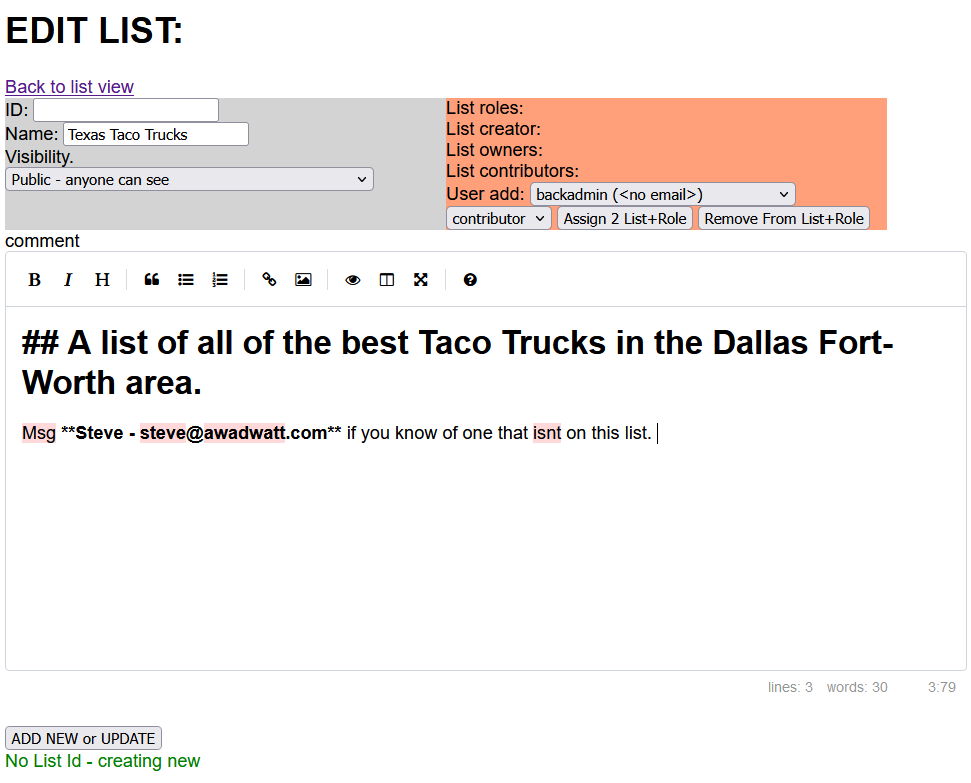 EDIT LIST:
Back to list view
ID:
Name: Texas Taco Trucks
Visibility.
Public - anyone can see
List roles:
List creator:
List owners:
List contributors:
User add: backadmin (<no email>)
contributor Assign 2 List+Role Remove From List+Role
comment
B I H
## A list of all of the best Taco Trucks in the Dallas Fort-
Worth area.
Msg **Steve - steve@awadwatt.com** if you know of one that isnt on this list.
lines: 3 words: 30 3:79
ADD NEW or UPDATE
No List Id - creating new